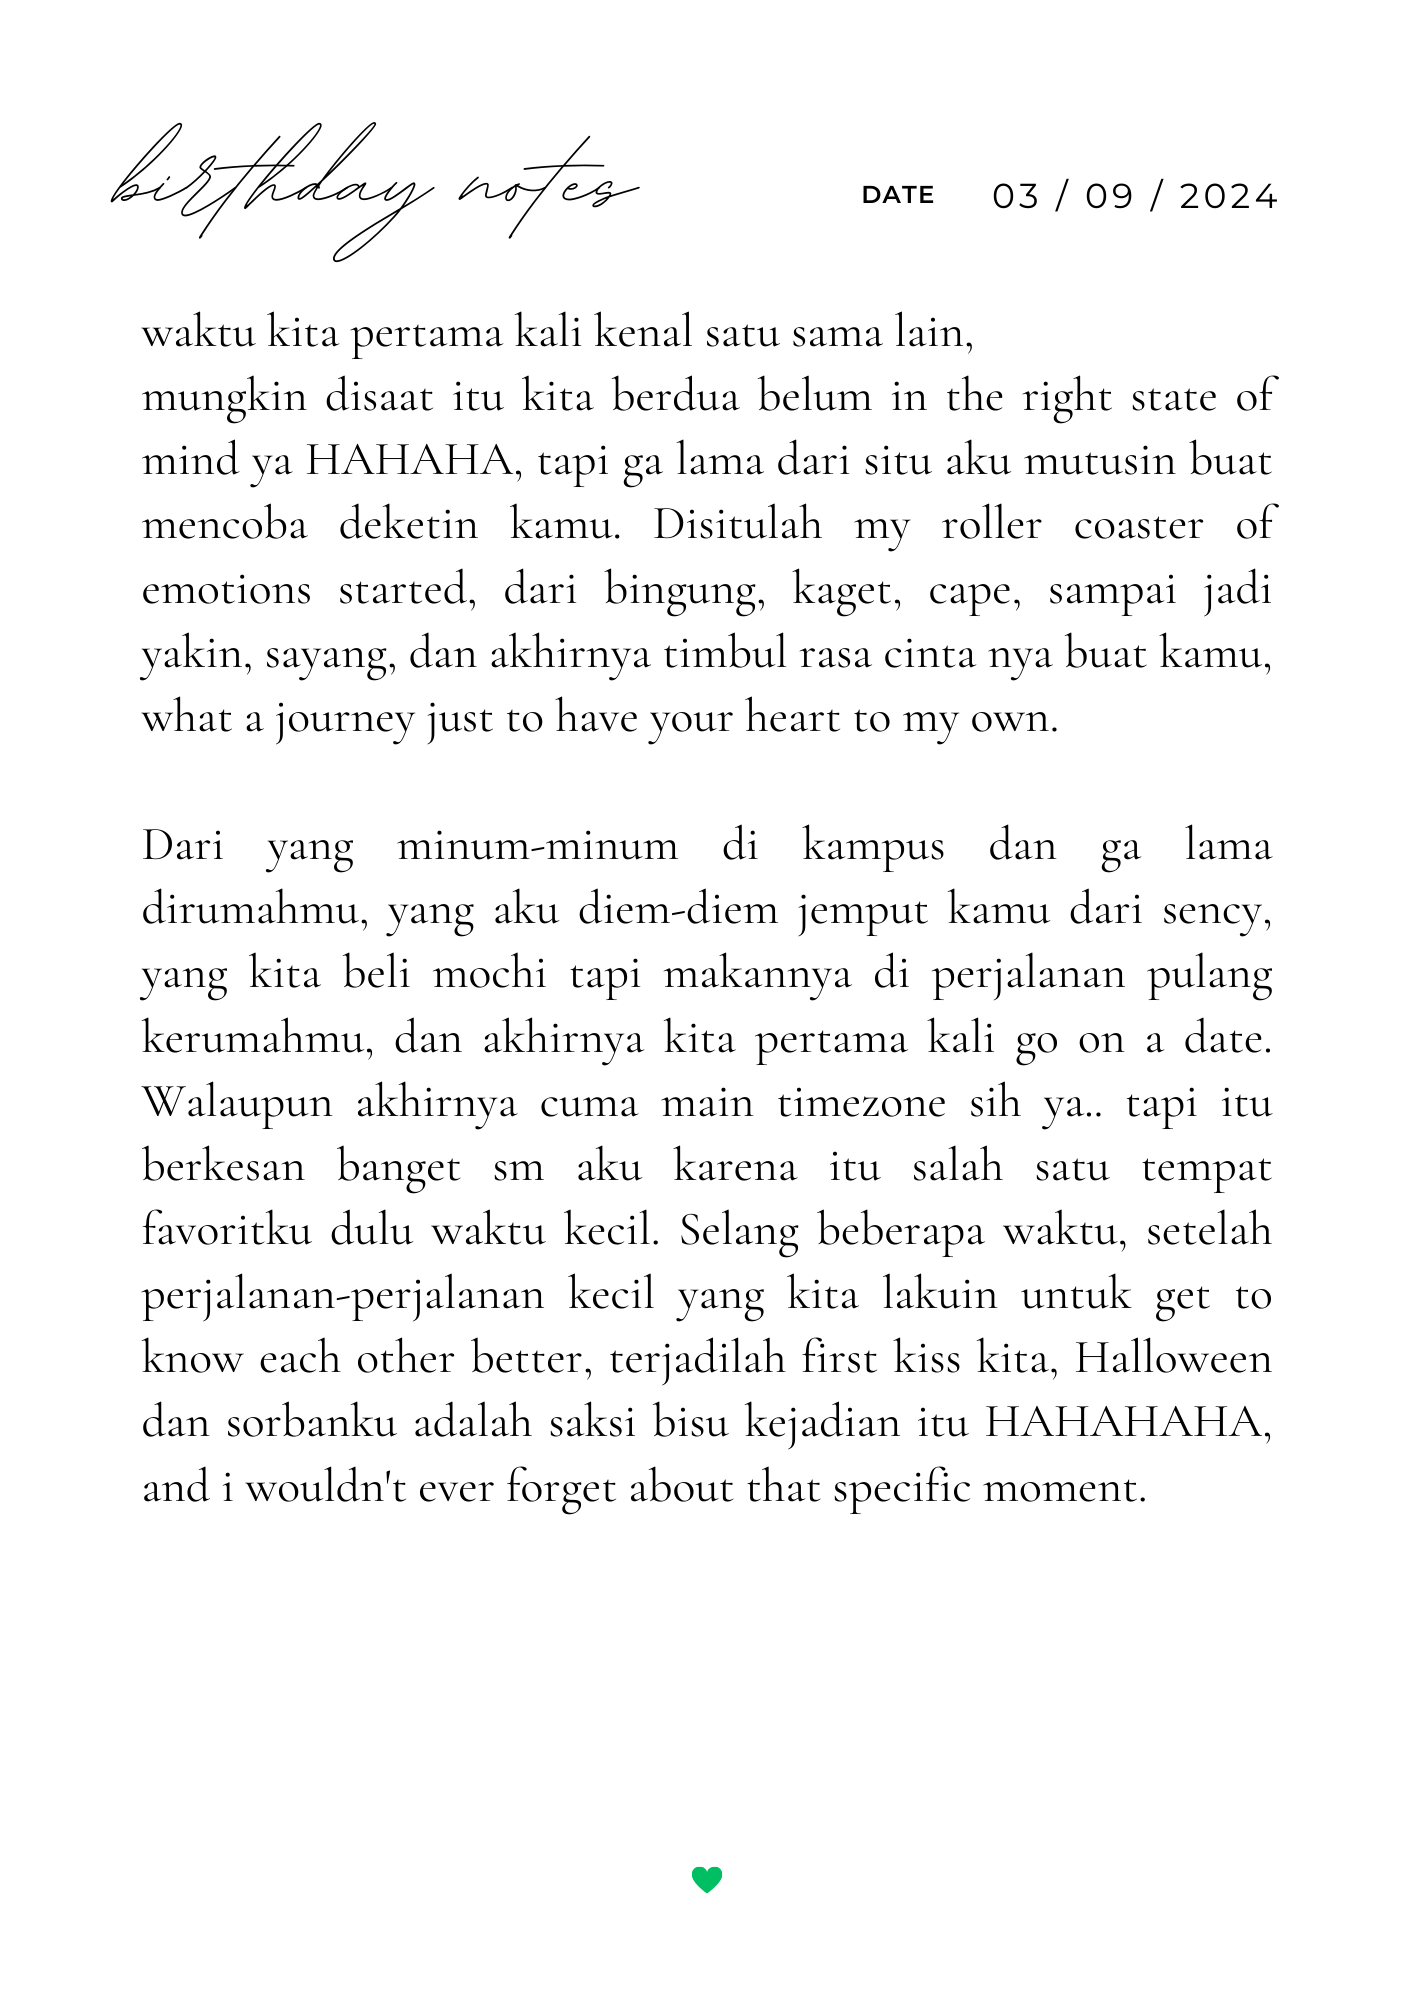 birthday notes
DATE 03 / 09 / 2024
waktu kita pertama kali kenal satu sama lain,
mungkin disaat itu kita berdua belum in the right state of
mind ya HAHAHA, tapi ga lama dari situ aku mutusin buat
mencoba deketin kamu. Disitulah my roller coaster of
emotions started, dari bingung, kaget, cape, sampai jadi
yakin, sayang, dan akhirnya timbul rasa cinta nya buat kamu,
what a journey just to have your heart to my own.
Dari yang minum-minum di kampus dan ga lama
dirumahmu, yang aku diem-diem jemput kamu dari sency,
yang kita beli mochi tapi makannya di perjalanan pulang
kerumahmu, dan akhirnya kita pertama kali go on a date.
Walaupun akhirnya cuma main timezone sih ya.. tapi itu
berkesan banget sm aku karena itu salah satu tempat
favoritku dulu waktu kecil. Selang beberapa waktu, setelah
perjalanan-perjalanan kecil yang kita lakuin untuk get to
know each other better, terjadilah first kiss kita, Halloween
dan sorbanku adalah saksi bisu kejadian itu HAHAHAHA,
and i wouldn't ever forget about that specific moment.